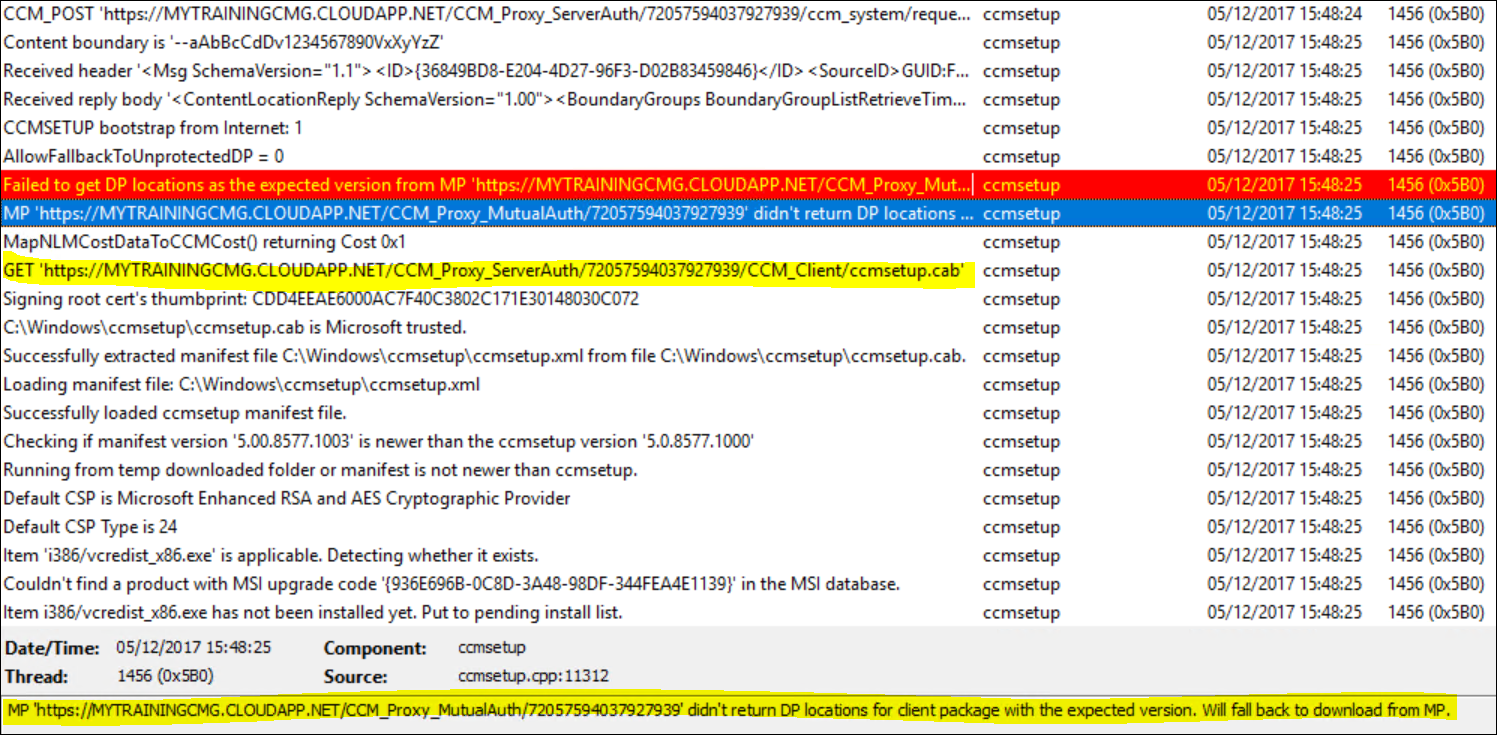 CCM_POST 'https://MYTRAININGCMG.CLOUDAPP.NET/CCM_Proxy_ServerAuth/72057594037927939/ccm_system/reque... ccmsetup 05/12/2017 15:48:24 1456 (0x5B0)
Content boundary is '--aAbBcCdDv1234567890VxXyYzZ' ccmsetup 05/12/2017 15:48:25 1456 (0x5B0)
Received header '<Msg SchemaVersion="1.1"> <ID>{36849BD8-E204-4D27-96F3-D02B83459846}</ID> <SourceID>GUID:F... ccmsetup 05/12/2017 15:48:25 1456 (0x5B0)
Received reply body '<ContentLocationReply SchemaVersion="1.00"><BoundaryGroups BoundaryGroupListRetrieveTim... ccmsetup 05/12/2017 15:48:25 1456 (0x5B0)
CCMSETUP bootstrap from Internet: 1 ccmsetup 05/12/2017 15:48:25 1456 (0x5B0)
AllowFallbackToUnprotectedDP = 0 ccmsetup 05/12/2017 15:48:25 1456 (0x5B0)
Failed to get DP locations as the expected version from MP 'https://MYTRAININGCMG.CLOUDAPP.NET/CCM_Proxy_Mut... ccmsetup 05/12/2017 15:48:25 1456 (0x5B0)
MP 'https://MYTRAININGCMG.CLOUDAPP.NET/CCM_Proxy_MutualAuth/72057594037927939' didn't return DP locations ... ccmsetup 05/12/2017 15:48:25 1456 (0x5B0)
MapNLMCostDataToCCMCost() returning Cost 0x1 ccmsetup 05/12/2017 15:48:25 1456 (0x5B0)
GET 'https://MYTRAININGCMG.CLOUDAPP.NET/CCM_Proxy_ServerAuth/72057594037927939/CCM_Client/ccmsetup.cab' ccmsetup 05/12/2017 15:48:25 1456 (0x5B0)
Signing root cert's thumbprint: CDD4EEAE6000AC7F40C3802C171E30148030C072 ccmsetup 05/12/2017 15:48:25 1456 (0x5B0)
C:\Windows\ccmsetup\ccmsetup.cab is Microsoft trusted. ccmsetup 05/12/2017 15:48:25 1456 (0x5B0)
Successfully extracted manifest file C:\Windows\ccmsetup\ccmsetup.xml from file C:\Windows\ccmsetup\ccmsetup.cab. ccmsetup 05/12/2017 15:48:25 1456 (0x5B0)
Loading manifest file: C:\Windows\ccmsetup\ccmsetup.xml ccmsetup 05/12/2017 15:48:25 1456 (0x5B0)
Successfully loaded ccmsetup manifest file. ccmsetup 05/12/2017 15:48:25 1456 (0x5B0)
Checking if manifest version '5.00.8577.1003' is newer than the ccmsetup version '5.0.8577.1000' ccmsetup 05/12/2017 15:48:25 1456 (0x5B0)
Running from temp downloaded folder or manifest is not newer than ccmsetup. ccmsetup 05/12/2017 15:48:25 1456 (0x5B0)
Default CSP is Microsoft Enhanced RSA and AES Cryptographic Provider ccmsetup 05/12/2017 15:48:25 1456 (0x5B0)
Default CSP Type is 24 ccmsetup 05/12/2017 15:48:25 1456 (0x5B0)
Item 'i386/vcredist_x86.exe' is applicable. Detecting whether it exists. ccmsetup 05/12/2017 15:48:25 1456 (0x5B0)
Couldn't find a product with MSI upgrade code '{936E696B-0C8D-3A48-98DF-344FEA4E1139}' in the MSI database. ccmsetup 05/12/2017 15:48:25 1456 (0x5B0)
Item i386/vcredist_x86.exe has not been installed yet. Put to pending install list. ccmsetup 05/12/2017 15:48:25 1456 (0x5B0)
Date/Time: 05/12/2017 15:48:25 Component: ccmsetup
Thread: 1456 (0x5B0) Source: ccmsetup.cpp:11312
MP 'https://MYTRAININGCMG.CLOUDAPP.NET/CCM_Proxy_MutualAuth/72057594037927939' didn't return DP locations for client package with the expected version. Will fall back to download from MP.